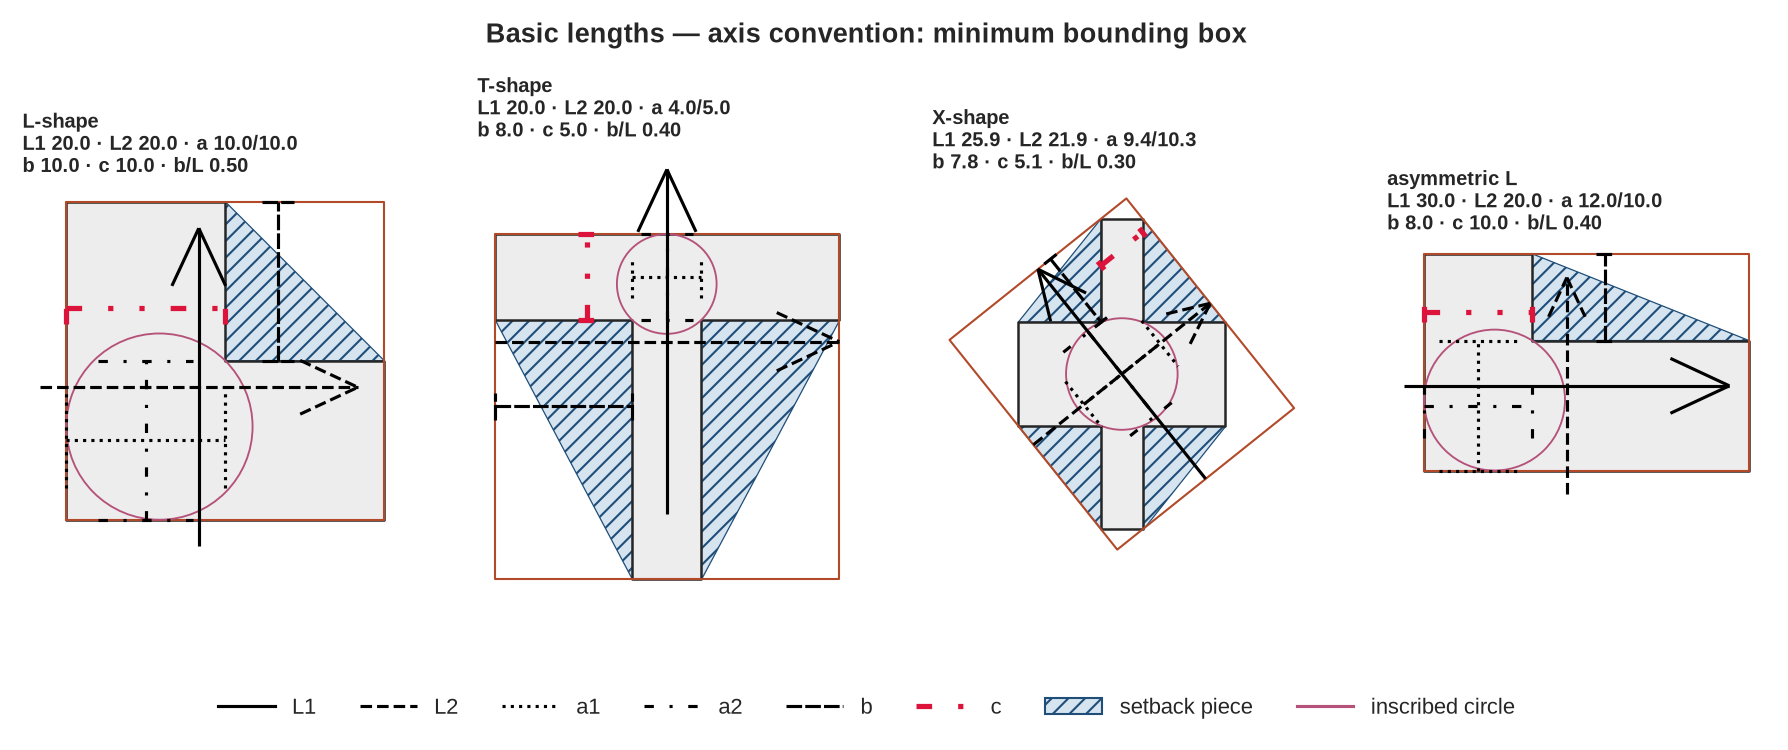 Basic lengths — axis convention: minimum bounding box
L-shape
L1 20.0 · L2 20.0 · a 10.0/10.0
b 10.0 · c 10.0 · b/L 0.50
T-shape
L1 20.0 · L2 20.0 · a 4.0/5.0
b 8.0 · c 5.0 · b/L 0.40
X-shape
L1 25.9 · L2 21.9 · a 9.4/10.3
b 7.8 · c 5.1 · b/L 0.30
asymmetric L
L1 30.0 · L2 20.0 · a 12.0/10.0
b 8.0 · c 10.0 · b/L 0.40
L1 L2 a1 a2 b c setback piece inscribed circle